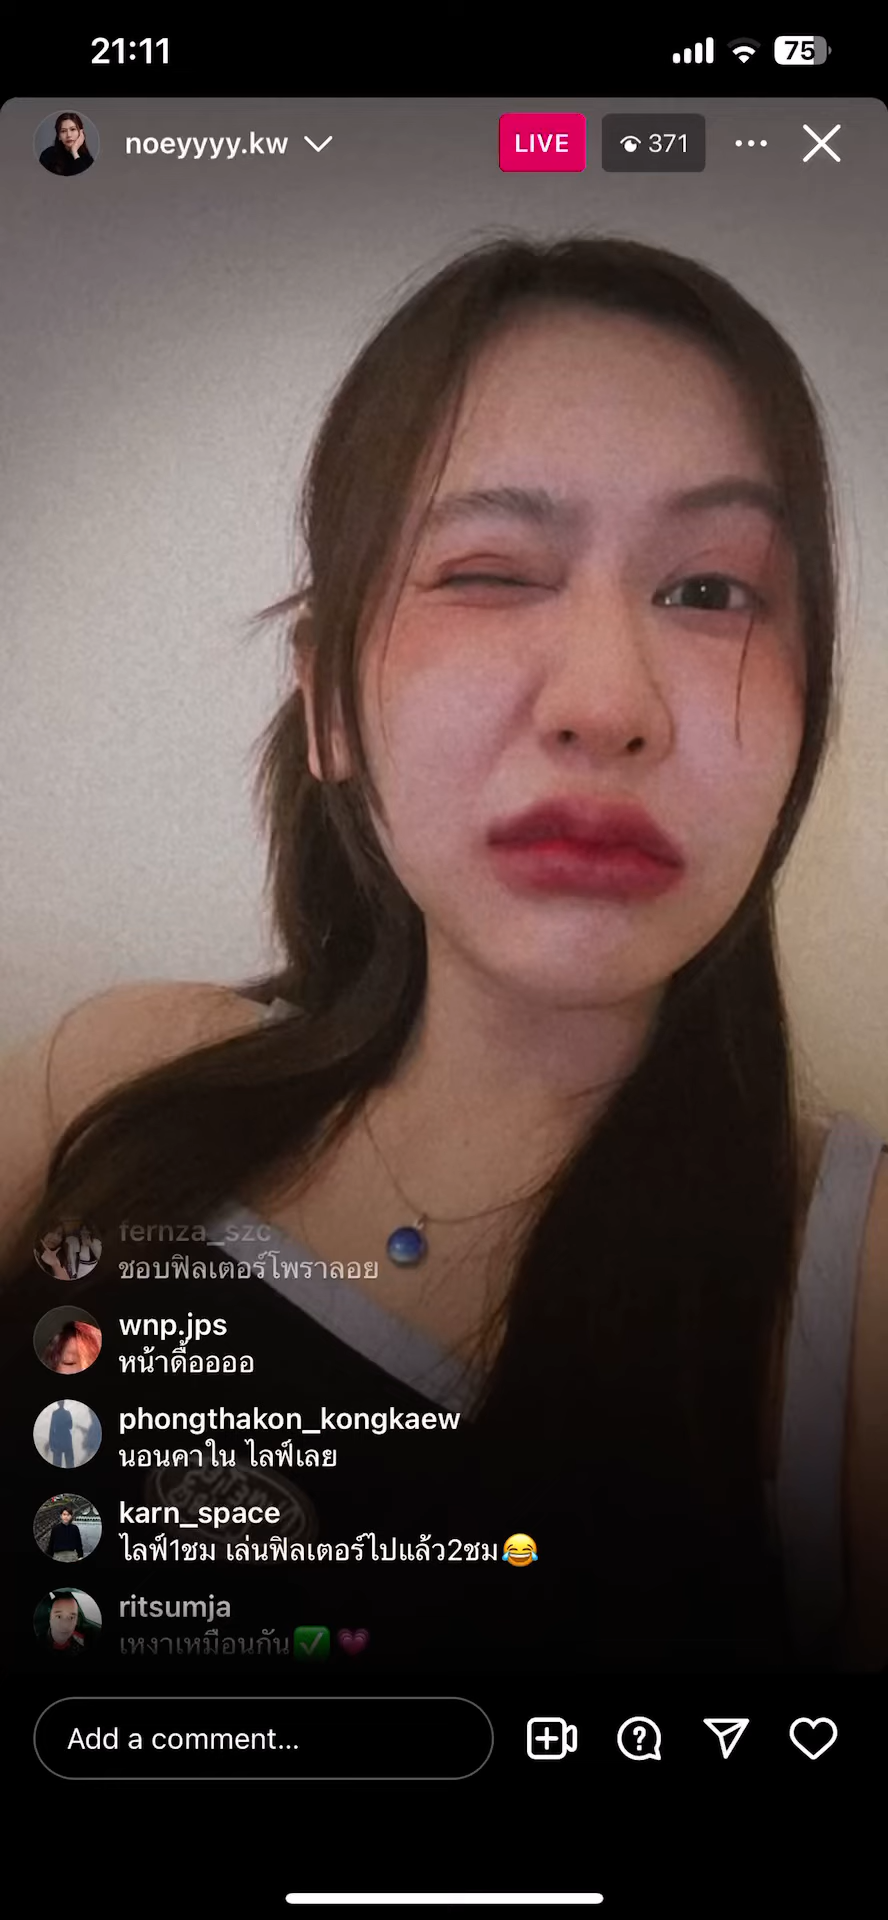 21:11
75
noeyyyy.kw
LIVE
371
fernza_szc
ชอบฟิลเตอร์โพราลอย
wnp.jps
หน้าดื้ออออ
phongthakon_kongkaew
นอนคาใน ไลฟ์เลย
karn_space
ไลฟ์1ชม เล่นฟิลเตอร์ไปแล้ว2ชม😂
ritsumja
เหงาเหมือนกัน✅💗
Add a comment...